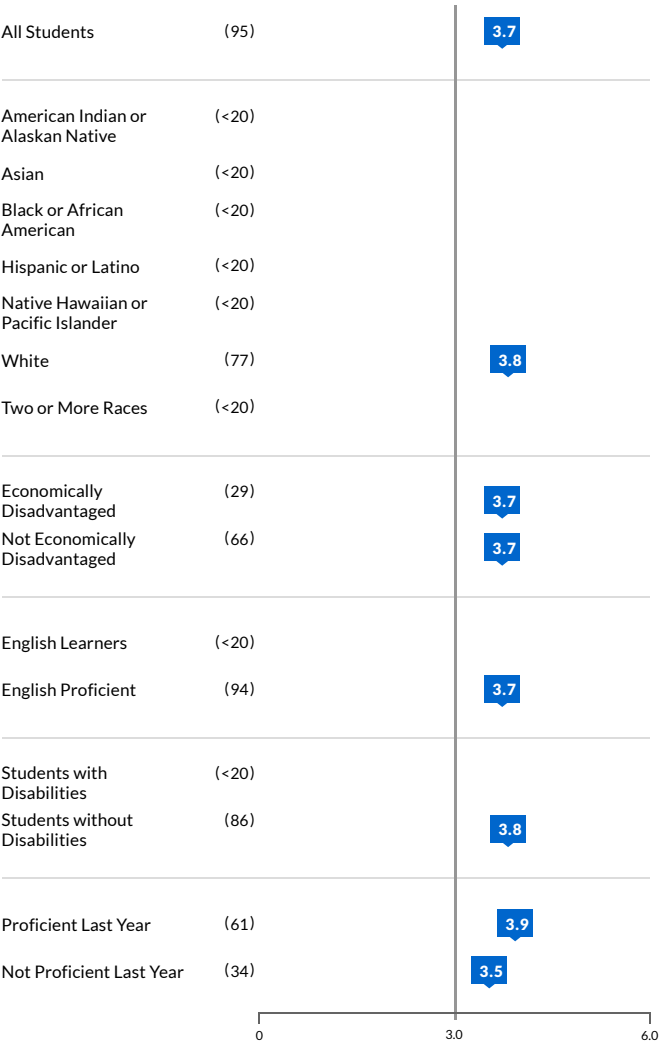 All Students (95) 3.7
American Indian or (<20)
Alaskan Native
Asian (<20)
Black or African (<20)
American
Hispanic or Latino (<20)
Native Hawaiian or (<20)
Pacific Islander
White (77) 3.8
Two or More Races (<20)
Economically (29) 3.7
Disadvantaged
Not Economically (66) 3.7
Disadvantaged
English Learners (<20)
English Proficient (94) 3.7
Students with (<20)
Disabilities
Students without (86) 3.8
Disabilities
Proficient Last Year (61) 3.9
Not Proficient Last Year (34) 3.5
0 3.0 6.0